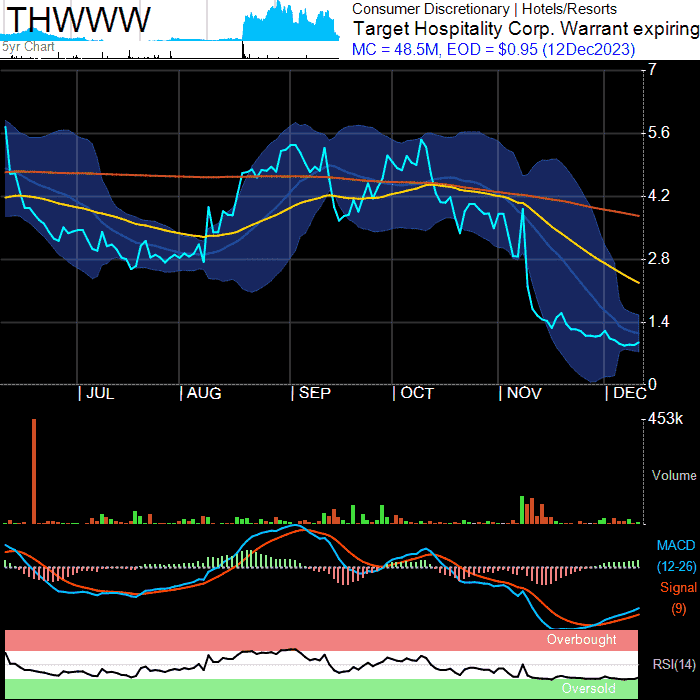 THWWW
5yr Chart
Consumer Discretionary | Hotels/Resorts
Target Hospitality Corp. Warrant expiring
MC = 48.5M, EOD = $0.95 (12Dec2023)
7
5.6
4.2
2.8
1.4
0
| JUL | AUG | SEP | OCT | NOV | DEC
453k
Volume
MACD
(12-26)
Signal
(9)
Overbought
RSI(14)
Oversold